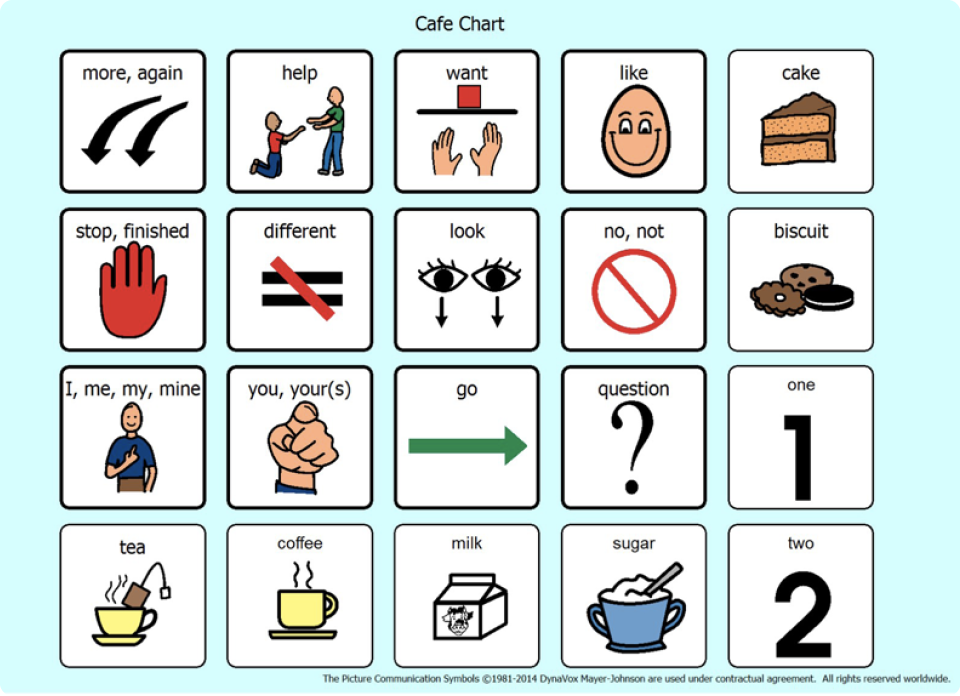 Cafe Chart
more, again
help
want
like
cake
stop, finished
different
look
no, not
biscuit
I, me, my, mine
you, your(s)
go
question
?
one
1
tea
coffee
milk
sugar
two
2
The Picture Communication Symbols ©1981-2014 DynaVox Mayer-Johnson are used under contractual agreement. All rights reserved worldwide.